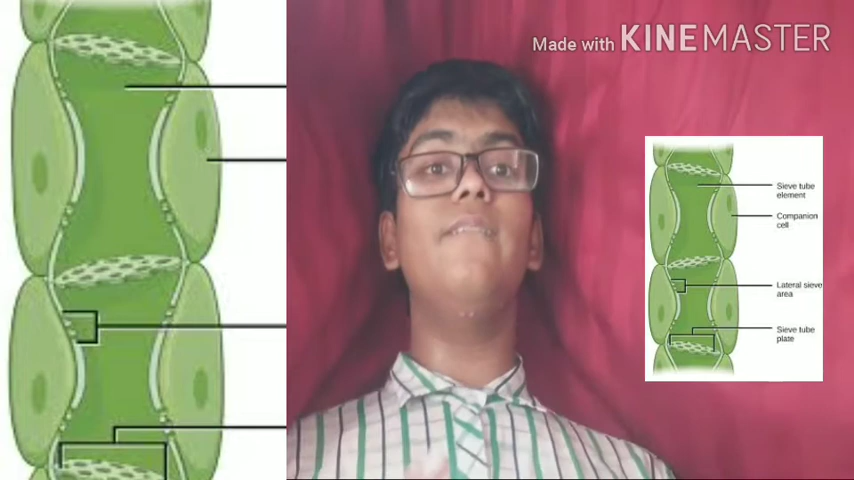 Made with KINEMASTER
Sieve tube
element
Companion
cell
Lateral sieve
area
Sieve tube
plate